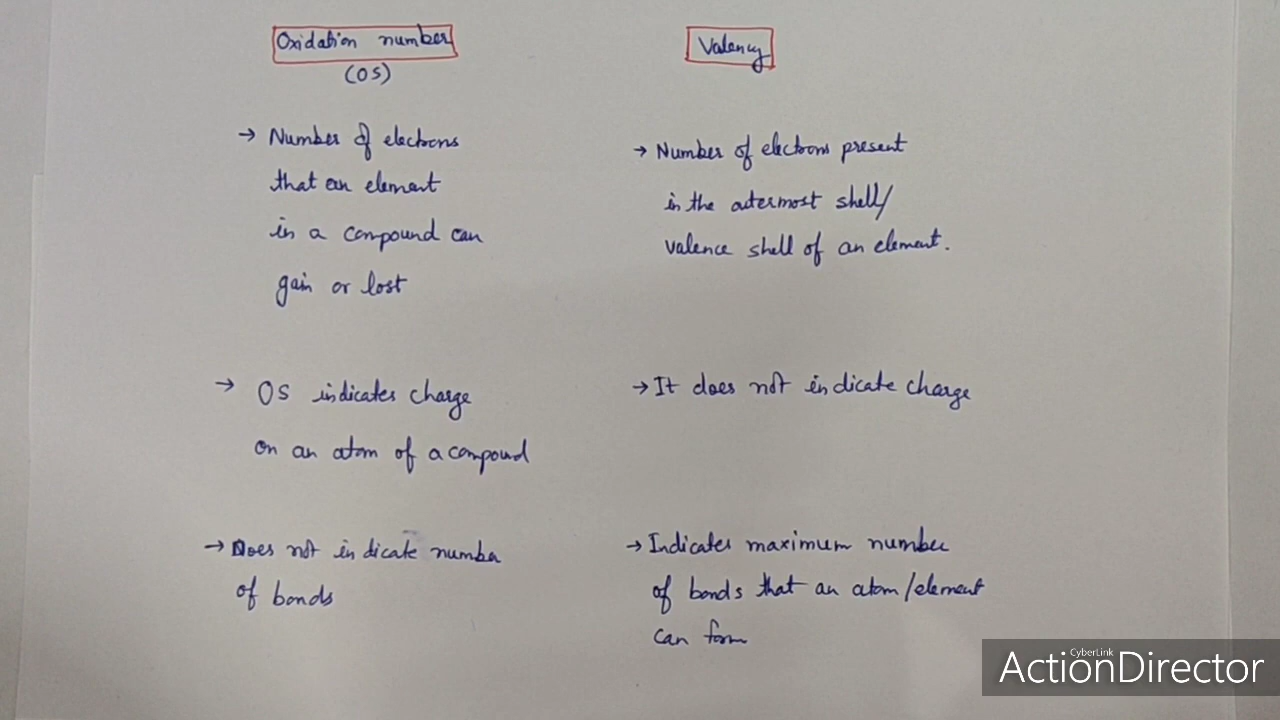 Oxidation number
(OS)
→ Number of electrons
that an element
in a compound can
gain or lost
→ OS indicates charge
on an atom of a compound
→ Does not indicate number
of bonds
Valency
→ Number of electrons present
in the outermost shell/
valence shell of an element.
→ It does not indicate charge
→ Indicates maximum number
of bonds that an atom/element
can form
CyberLink
ActionDirector